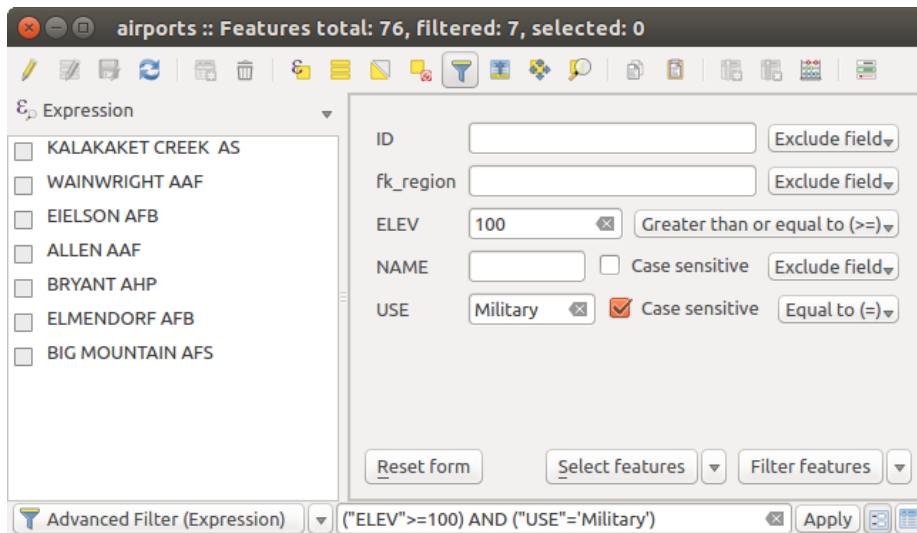 airports :: Features total: 76, filtered: 7, selected: 0
Expression
KALAKAKET CREEK AS
WAINWRIGHT AAF
EIELSON AFB
ALLEN AAF
BRYANT AHP
ELMENDORF AFB
BIG MOUNTAIN AFS
ID Exclude field
fk_region Exclude field
ELEV 100 Greater than or equal to (>=)
NAME Case sensitive Exclude field
USE Military Case sensitive Equal to (=)
Reset form Select features Filter features
Advanced Filter (Expression) ("ELEV">=100) AND ("USE"='Military') Apply